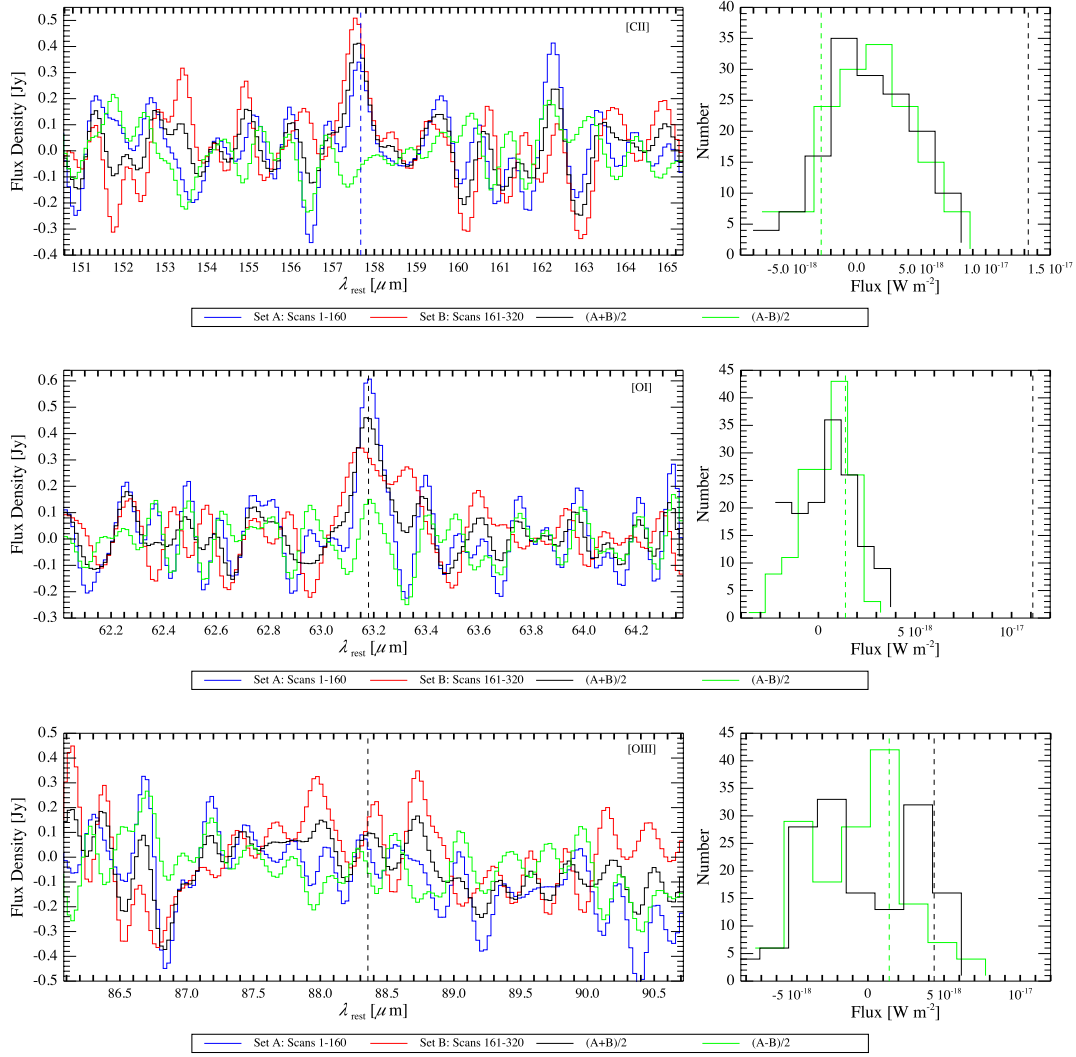 [CII]
Flux Density [Jy]
0.5
0.4
0.3
0.2
0.1
0.0
-0.1
-0.2
-0.3
-0.4
151 152 153 154 155 156 157 158 159 160 161 162 163 164 165
λ rest [μ m]
Number
40
35
30
25
20
15
10
5
0
-5.0 10-18 0.0 5.0 10-18 1.0 10-17 1.5 10-17
Flux [W m-2]
Set A: Scans 1-160 Set B: Scans 161-320 (A+B)/2 (A-B)/2
[OI]
Flux Density [Jy]
0.6
0.5
0.4
0.3
0.2
0.1
0.0
-0.1
-0.2
-0.3
62.2 62.4 62.6 62.8 63.0 63.2 63.4 63.6 63.8 64.0 64.2
λ rest [μ m]
Number
45
40
35
30
25
20
15
10
5
0
0 5 10-18 10-17
Flux [W m-2]
Set A: Scans 1-160 Set B: Scans 161-320 (A+B)/2 (A-B)/2
[OIII]
Flux Density [Jy]
0.5
0.4
0.3
0.2
0.1
0.0
-0.1
-0.2
-0.3
-0.4
-0.5
86.5 87.0 87.5 88.0 88.5 89.0 89.5 90.0 90.5
λ rest [μ m]
Number
45
40
35
30
25
20
15
10
5
0
-5 10-18 0 5 10-18 10-17
Flux [W m-2]
Set A: Scans 1-160 Set B: Scans 161-320 (A+B)/2 (A-B)/2